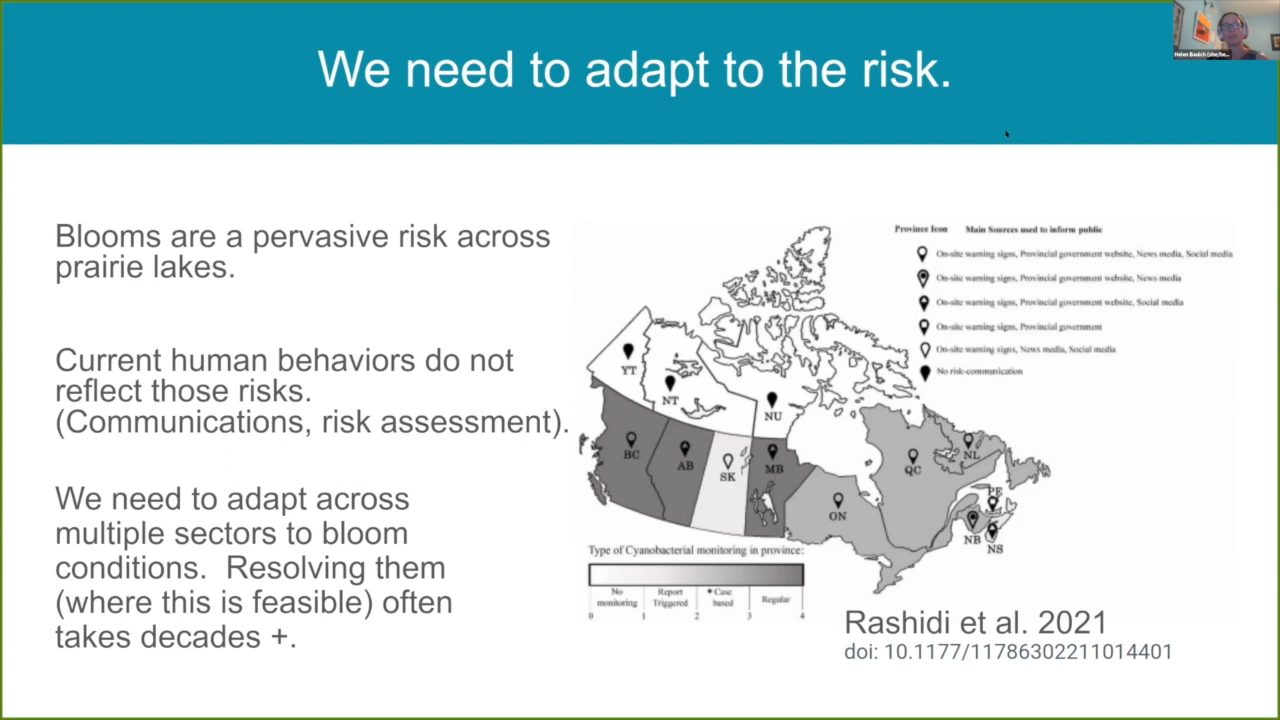 We need to adapt to the risk.
Helen Baulch (she/he...
Blooms are a pervasive risk across
prairie lakes.
Current human behaviors do not
reflect those risks.
(Communications, risk assessment).
We need to adapt across
multiple sectors to bloom
conditions. Resolving them
(where this is feasible) often
takes decades +.
Province Icon Main Sources used to inform public
On-site warning signs, Provincial government website, News media, Social media
On-site warning signs, Provincial government website, News media
On-site warning signs, Provincial government website, Social media
On-site warning signs, Provincial government
On-site warning signs, News media, Social media
No risk-communication
YT
NT
NU
BC
AB
SK
MB
ON
QC
NL
PE
NB
NS
Type of Cyanobacterial monitoring in province:
No monitoring
Report Triggered
*Case based
Regular
0 1 2 3 4
Rashidi et al. 2021
doi: 10.1177/11786302211014401